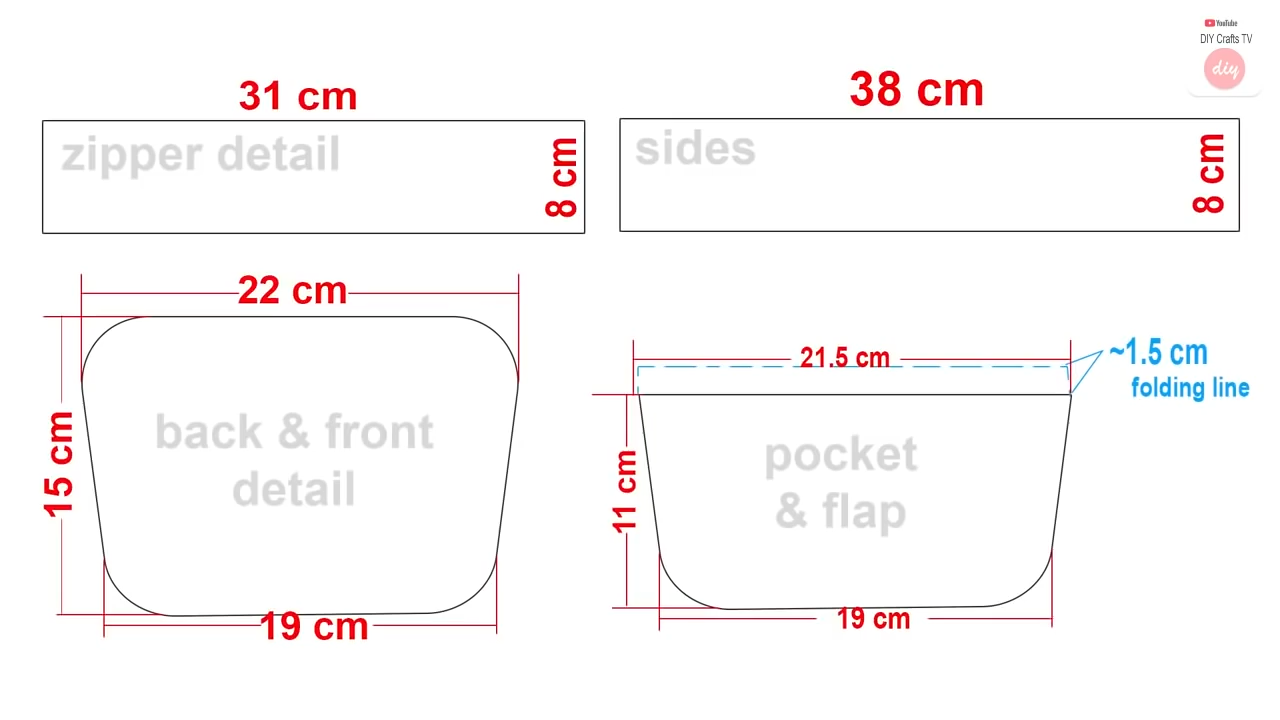 YouTube
DIY Crafts TV
diy
31 cm
zipper detail
8 cm
38 cm
sides
8 cm
22 cm
15 cm
back & front
detail
19 cm
21.5 cm
~1.5 cm
folding line
11 cm
pocket
& flap
19 cm